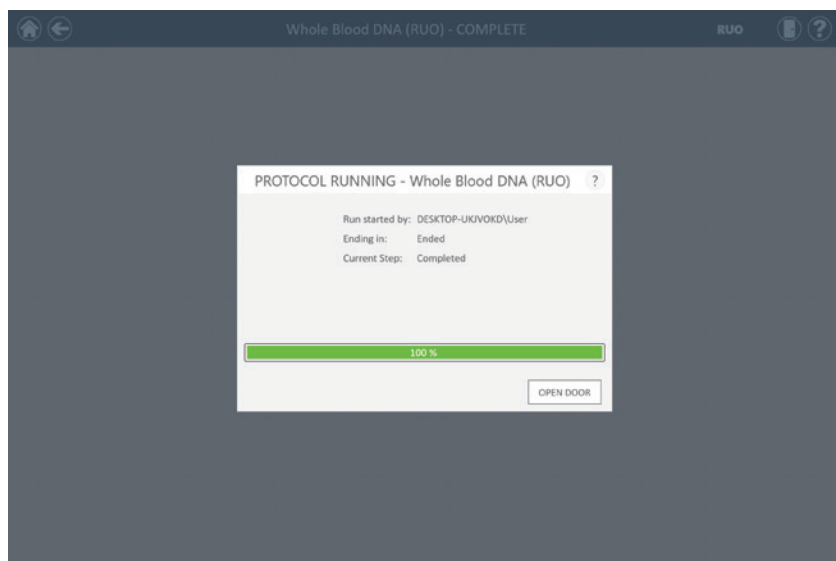 Whole Blood DNA (RUO) - COMPLETE
RUO
?
PROTOCOL RUNNING - Whole Blood DNA (RUO) ?
Run started by: DESKTOP-UKJVOKD\User
Ending in: Ended
Current Step: Completed
100 %
OPEN DOOR